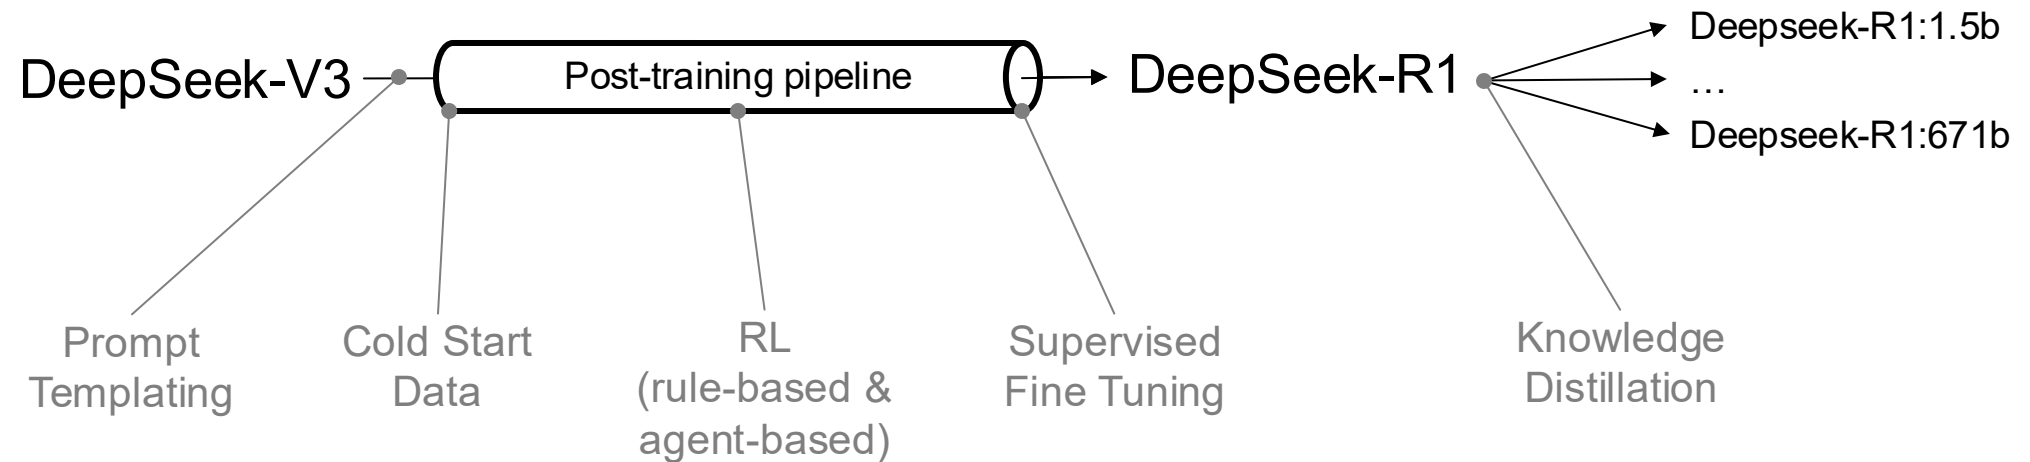 DeepSeek-V3
Post-training pipeline
DeepSeek-R1
Deepseek-R1:1.5b
...
Deepseek-R1:671b
Prompt
Templating
Cold Start
Data
RL
(rule-based &
agent-based)
Supervised
Fine Tuning
Knowledge
Distillation